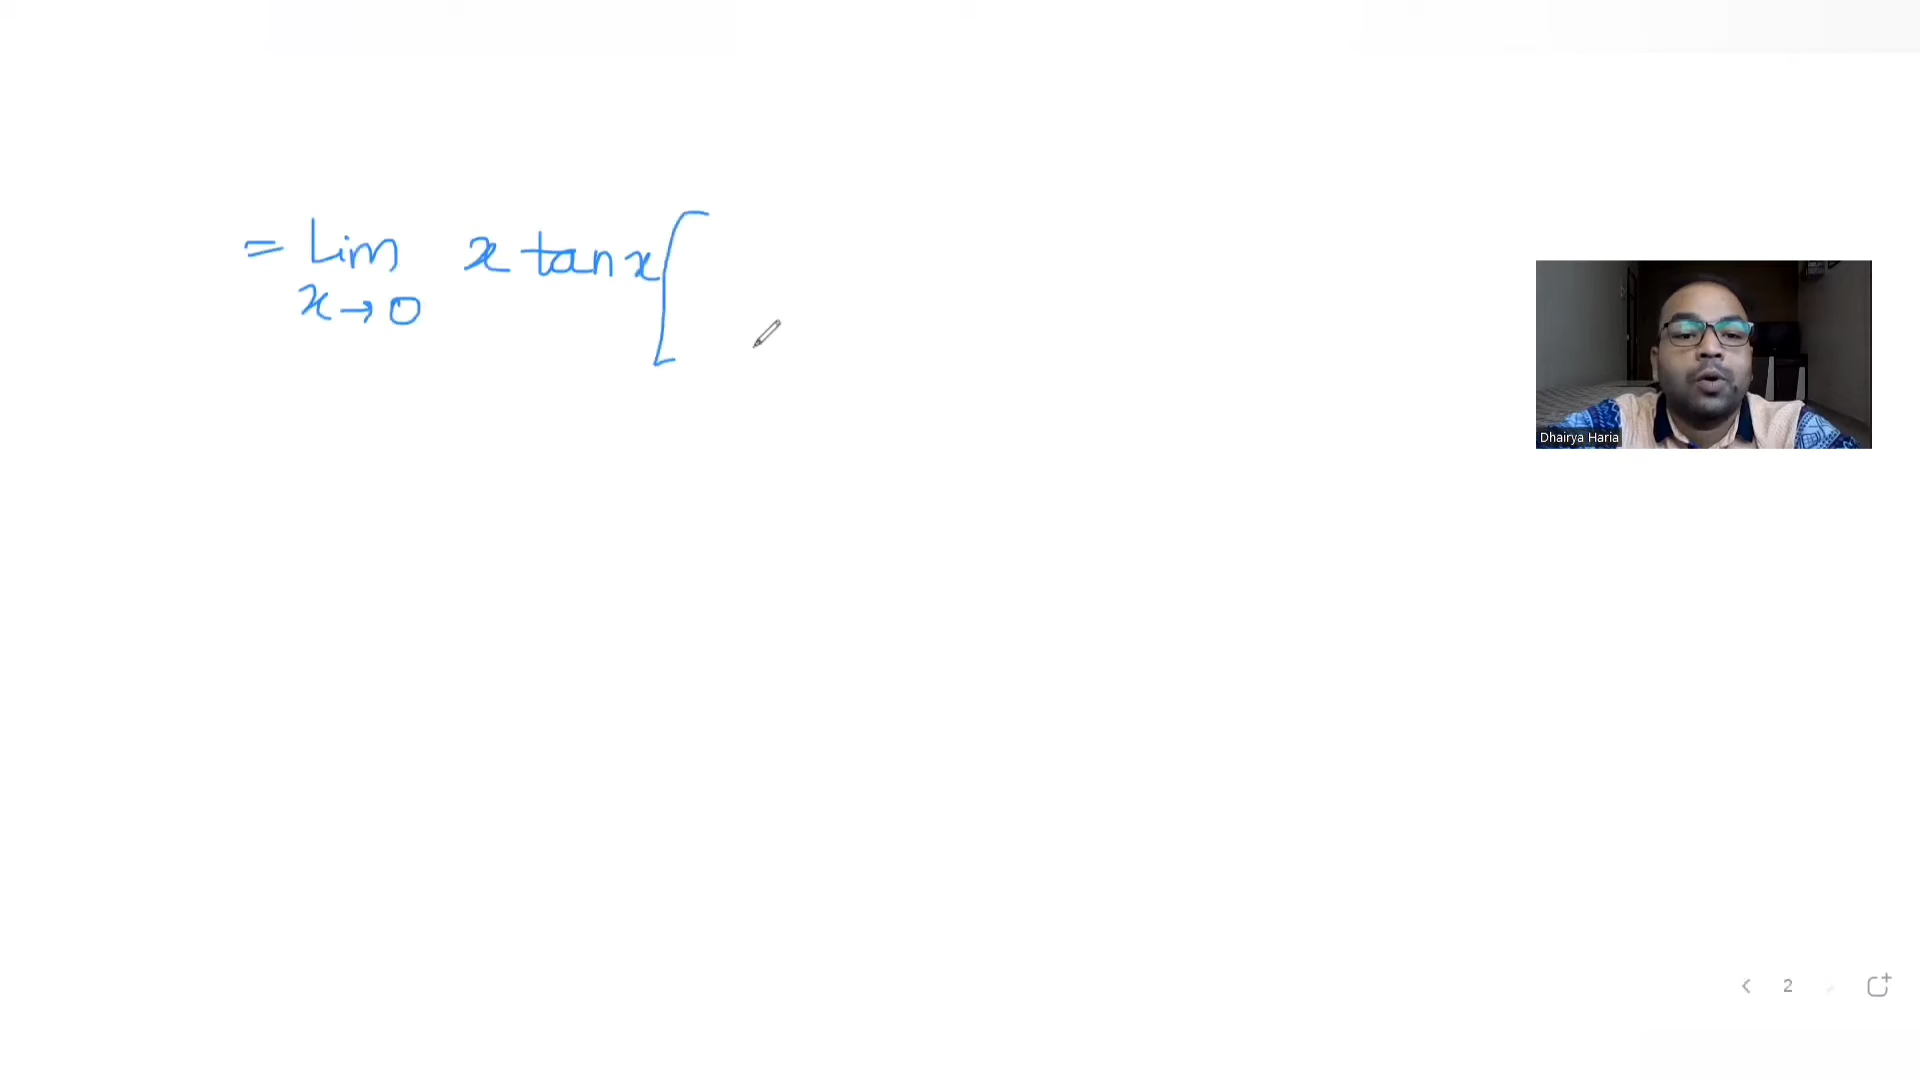 = Lim x tan x [
x → 0
Dhairya Haria
2